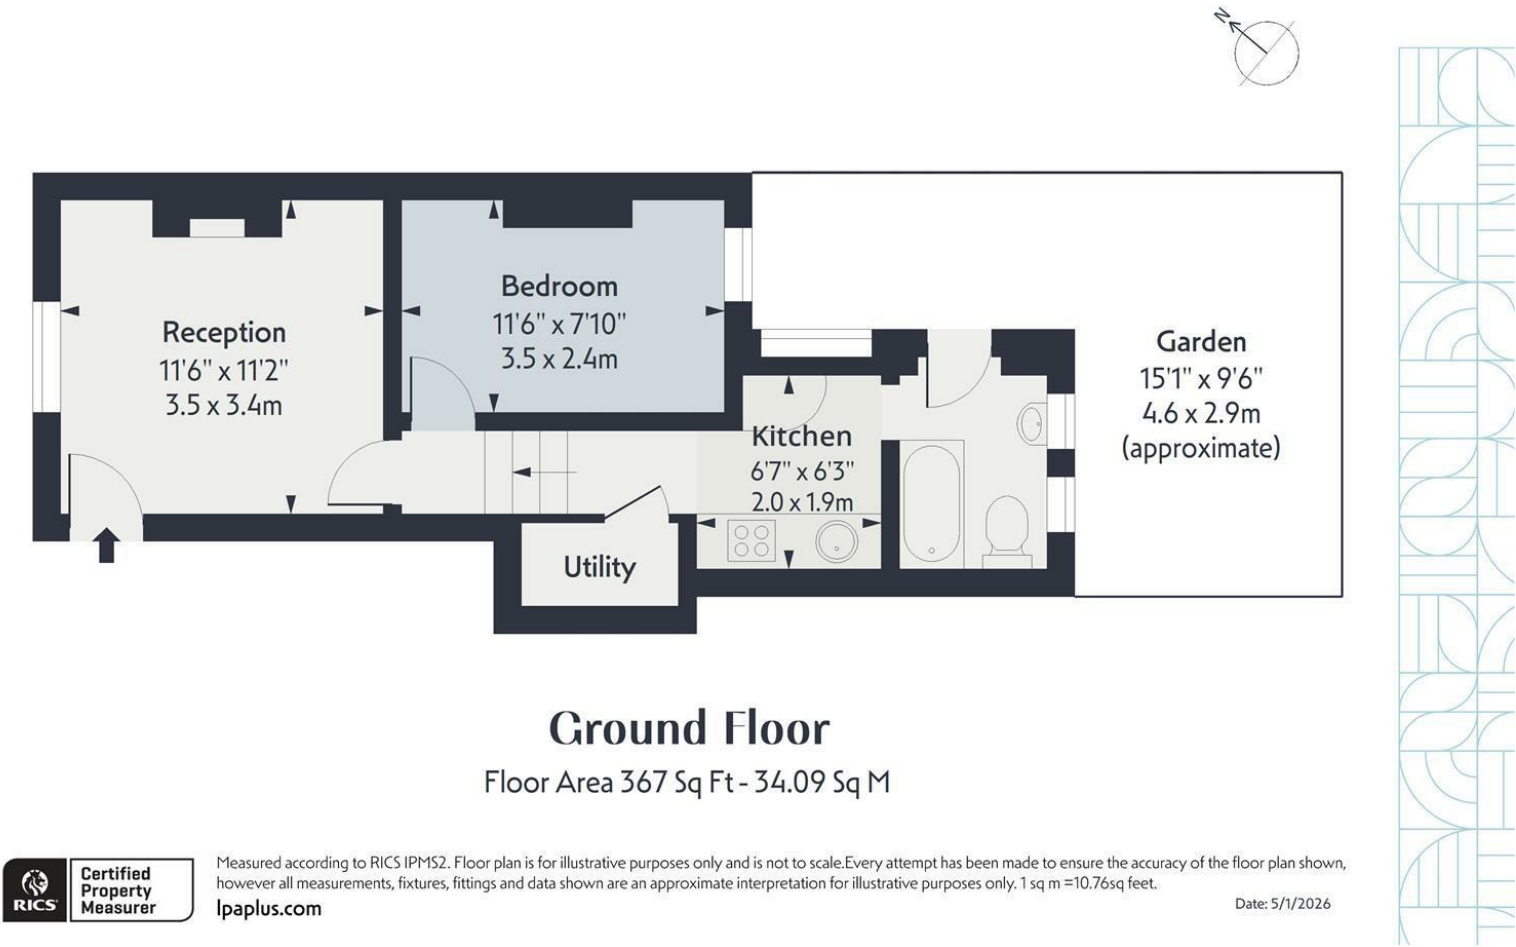 N
Reception
11'6" x 11'2"
3.5 x 3.4m
Bedroom
11'6" x 7'10"
3.5 x 2.4m
Kitchen
6'7" x 6'3"
2.0 x 1.9m
Utility
Garden
15'1" x 9'6"
4.6 x 2.9m
(approximate)
Ground Floor
Floor Area 367 Sq Ft - 34.09 Sq M
RICS
Certified
Property
Measurer
Measured according to RICS IPMS2. Floor plan is for illustrative purposes only and is not to scale.Every attempt has been made to ensure the accuracy of the floor plan shown,
however all measurements, fixtures, fittings and data shown are an approximate interpretation for illustrative purposes only. 1 sq m =10.76sq feet.
lpaplus.com
Date: 5/1/2026